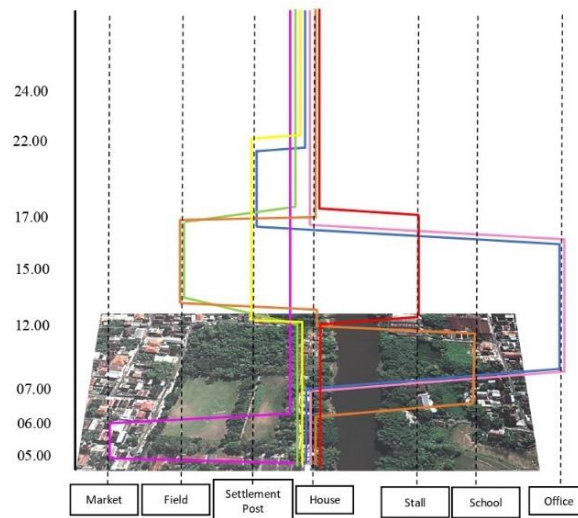 24.00
22.00
17.00
15.00
12.00
07.00
06.00
05.00
Market
Field
Settlement
Post
House
Stall
School
Office